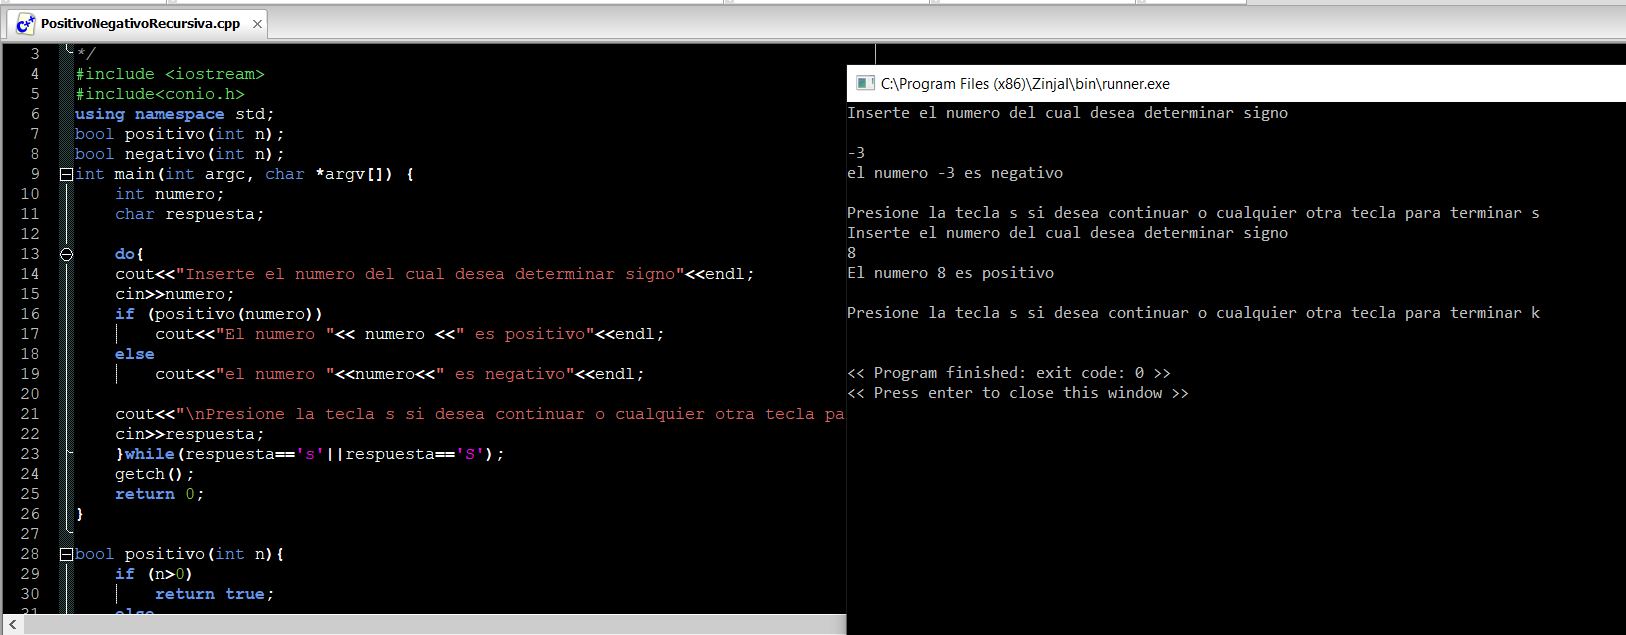 PositivoNegativoRecursiva.cpp
3 */
4 #include <iostream>
5 #include<conio.h>
6 using namespace std;
7 bool positivo(int n);
8 bool negativo(int n);
9 int main(int argc, char *argv[]) {
10 int numero;
11 char respuesta;
12
13 do{
14 cout<<"Inserte el numero del cual desea determinar signo"<<endl;
15 cin>>numero;
16 if (positivo(numero))
17 cout<<"El numero "<< numero <<" es positivo"<<endl;
18 else
19 cout<<"el numero "<<numero<<" es negativo"<<endl;
20
21 cout<<"\nPresione la tecla s si desea continuar o cualquier otra tecla pa
22 cin>>respuesta;
23 }while(respuesta=='s'||respuesta=='S');
24 getch();
25 return 0;
26 }
27
28 bool positivo(int n){
29 if (n>0)
30 return true;
31 else
C:\Program Files (x86)\ZinjaI\bin\runner.exe
Inserte el numero del cual desea determinar signo
-3
el numero -3 es negativo
Presione la tecla s si desea continuar o cualquier otra tecla para terminar s
Inserte el numero del cual desea determinar signo
8
El numero 8 es positivo
Presione la tecla s si desea continuar o cualquier otra tecla para terminar k
<< Program finished: exit code: 0 >>
<< Press enter to close this window >>